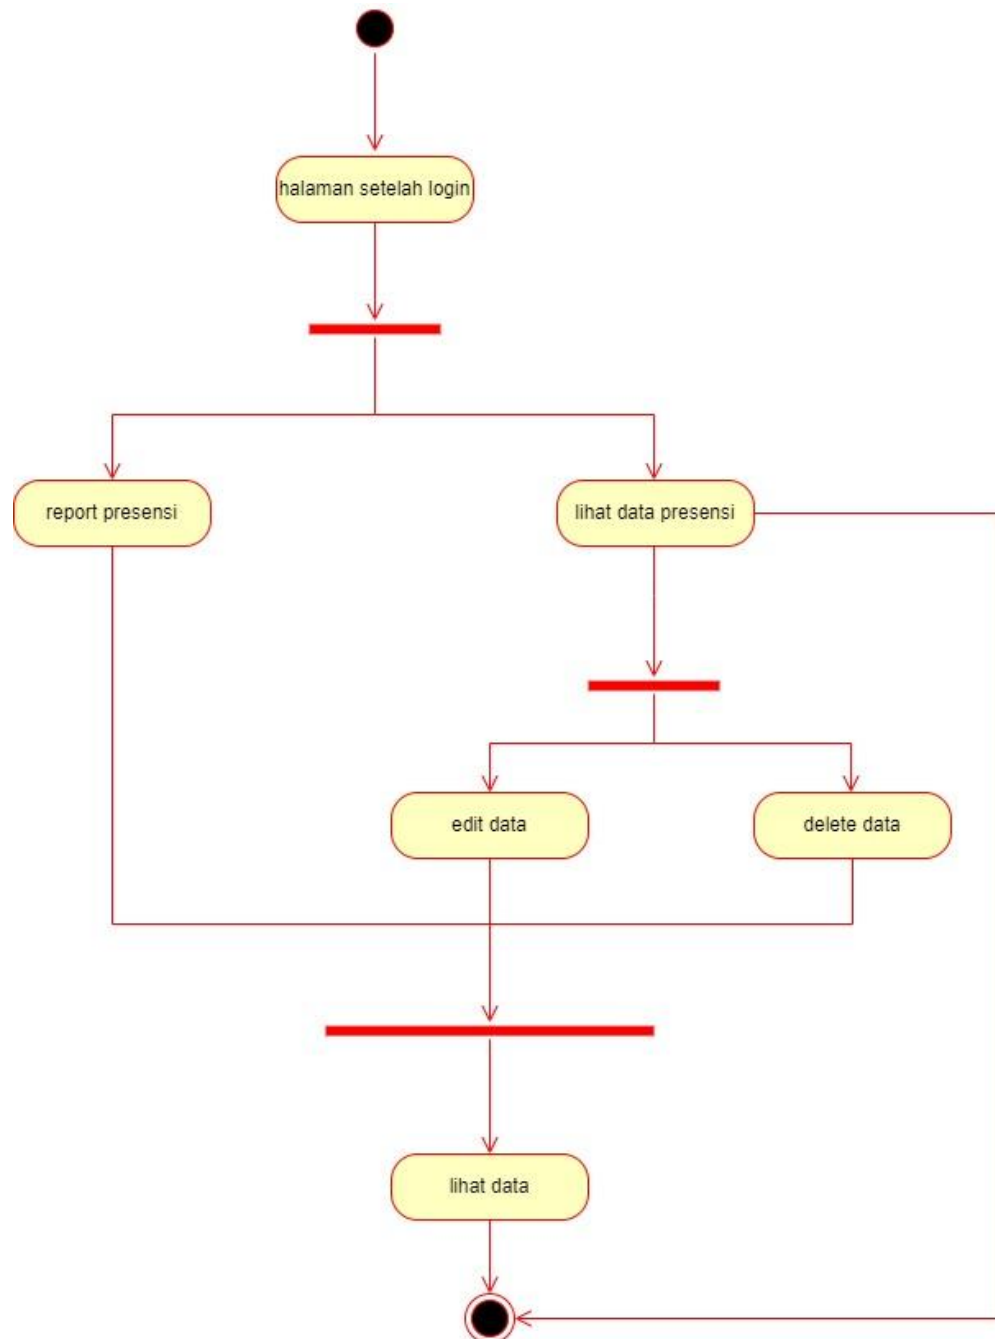 halaman setelah login
report presensi
lihat data presensi
edit data
delete data
lihat data